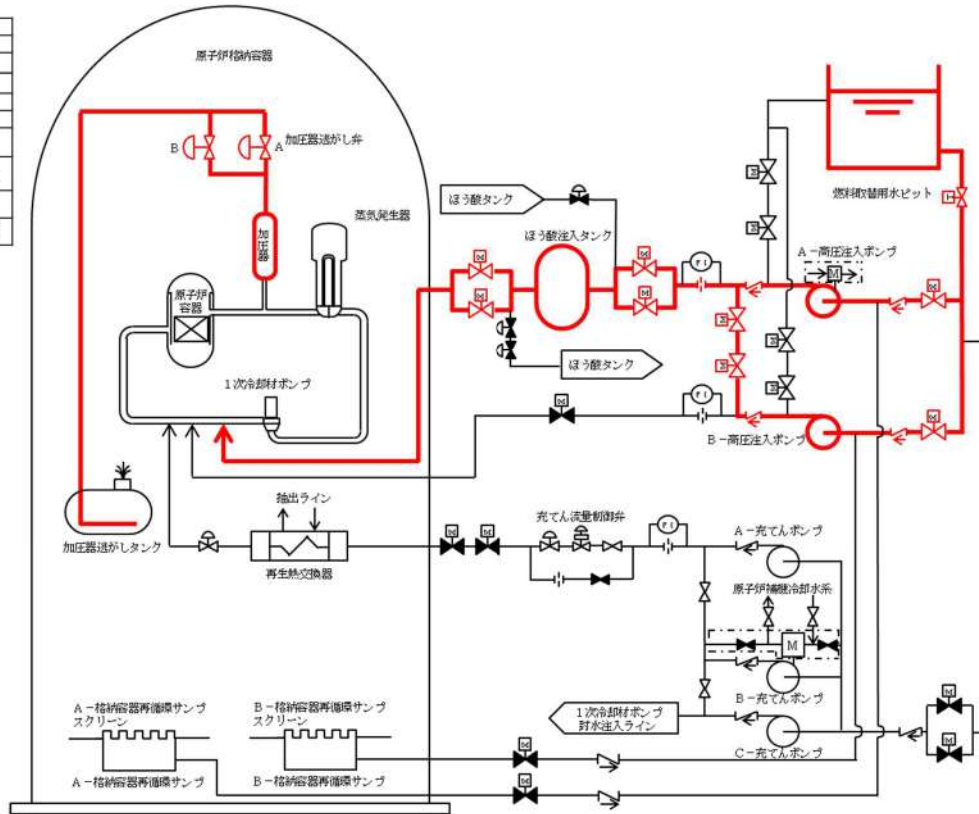 原子炉格納容器
B
A
加圧器逃がし弁
加圧器
蒸気発生器
原子炉
容器
1次冷却材ポンプ
加圧器逃がしタンク
ほう酸タンク
ほう酸注入タンク
ほう酸タンク
燃料取替用水ピット
A-高圧注入ポンプ
M
B-高圧注入ポンプ
抽出ライン
再生熱交換器
充てん流量制御弁
A-充てんポンプ
原子炉補機冷却水系
M
B-充てんポンプ
1次冷却材ポンプ
封水注入ライン
C-充てんポンプ
A-格納容器再循環サンプ
スクリーン
B-格納容器再循環サンプ
スクリーン
A-格納容器再循環サンプ
B-格納容器再循環サンプ